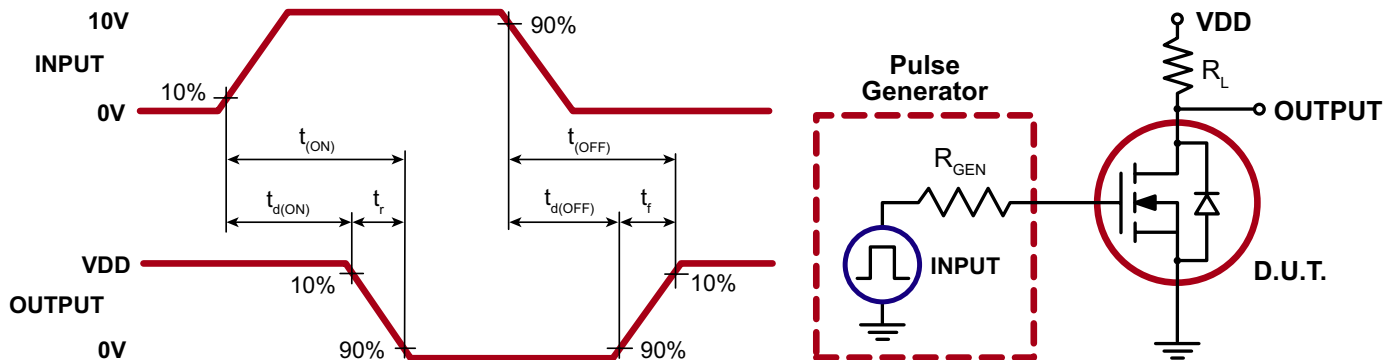 10V
INPUT
0V
10%
90%
t(ON)
t(OFF)
td(ON)
tr
td(OFF)
tf
VDD
OUTPUT
0V
10%
90%
90%
10%
Pulse
Generator
RGEN
INPUT
VDD
RL
OUTPUT
D.U.T.